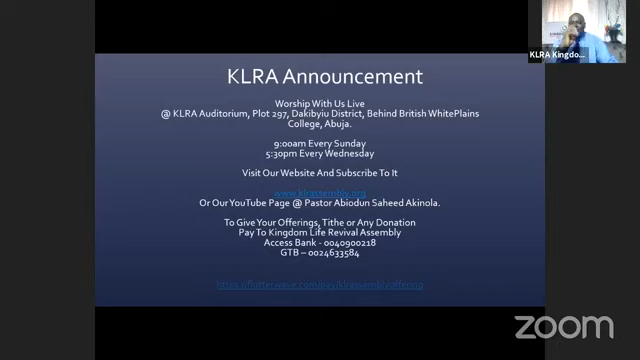 KLRA Announcement
Worship With Us Live
@ KLRA Auditorium, Plot 297, Dakibyiu District, Behind British WhitePlains
College, Abuja.
9:00am Every Sunday
5:30pm Every Wednesday
Visit Our Website And Subscribe To It
www.klrassembly.org
Or Our YouTube Page @ Pastor Abiodun Saheed Akinola.
To Give Your Offerings, Tithe or Any Donation
Pay To Kingdom Life Revival Assembly
Access Bank - 0040900218
GTB – 0024633584
https://flutterwave.com/pay/klrassemblyoffering
KLRA Kingdo...
zoom